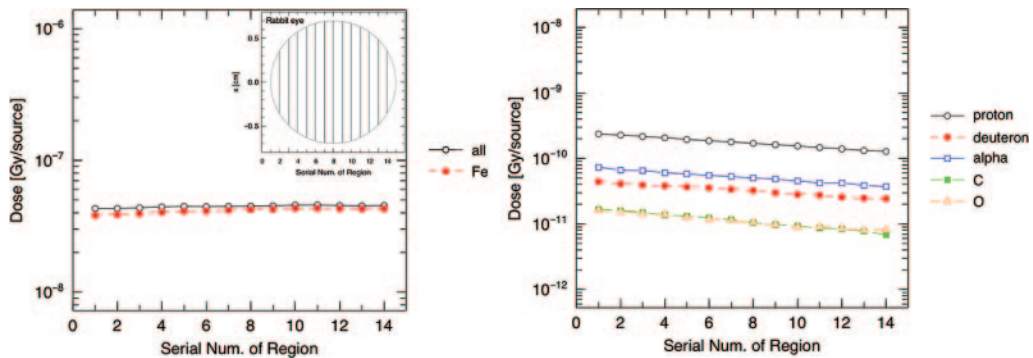 10⁻⁶
10⁻⁷
10⁻⁸
Dose [Gy/source]
0 2 4 6 8 10 12 14
Serial Num. of Region
Rabbit eye
0.5
0.0
−0.5
x [cm]
0 2 4 6 8 10 12 14
Serial Num. of Region
all
Fe
10⁻⁸
10⁻⁹
10⁻¹⁰
10⁻¹¹
10⁻¹²
Dose [Gy/source]
0 2 4 6 8 10 12 14
Serial Num. of Region
proton
deuteron
alpha
C
O